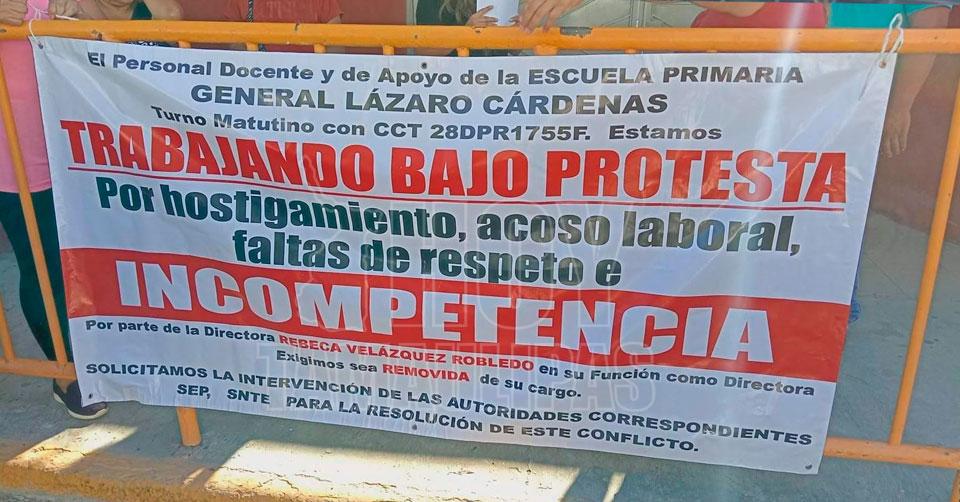 El Personal Docente y de Apoyo de la ESCUELA PRIMARIA
GENERAL LÁZARO CÁRDENAS
Turno Matutino con CCT 28DPR1755F. Estamos
TRABAJANDO BAJO PROTESTA
Por hostigamiento, acoso laboral,
faltas de respeto e
INCOMPETENCIA
Por parte de la Directora REBECA VELÁZQUEZ ROBLEDO en su Función como Directora
Exigimos sea REMOVIDA de su cargo.
SOLICITAMOS LA INTERVENCIÓN DE LAS AUTORIDADES CORRESPONDIENTES
SEP, SNTE PARA LA RESOLUCIÓN DE ESTE CONFLICTO.
HOY
TAMAULIPAS